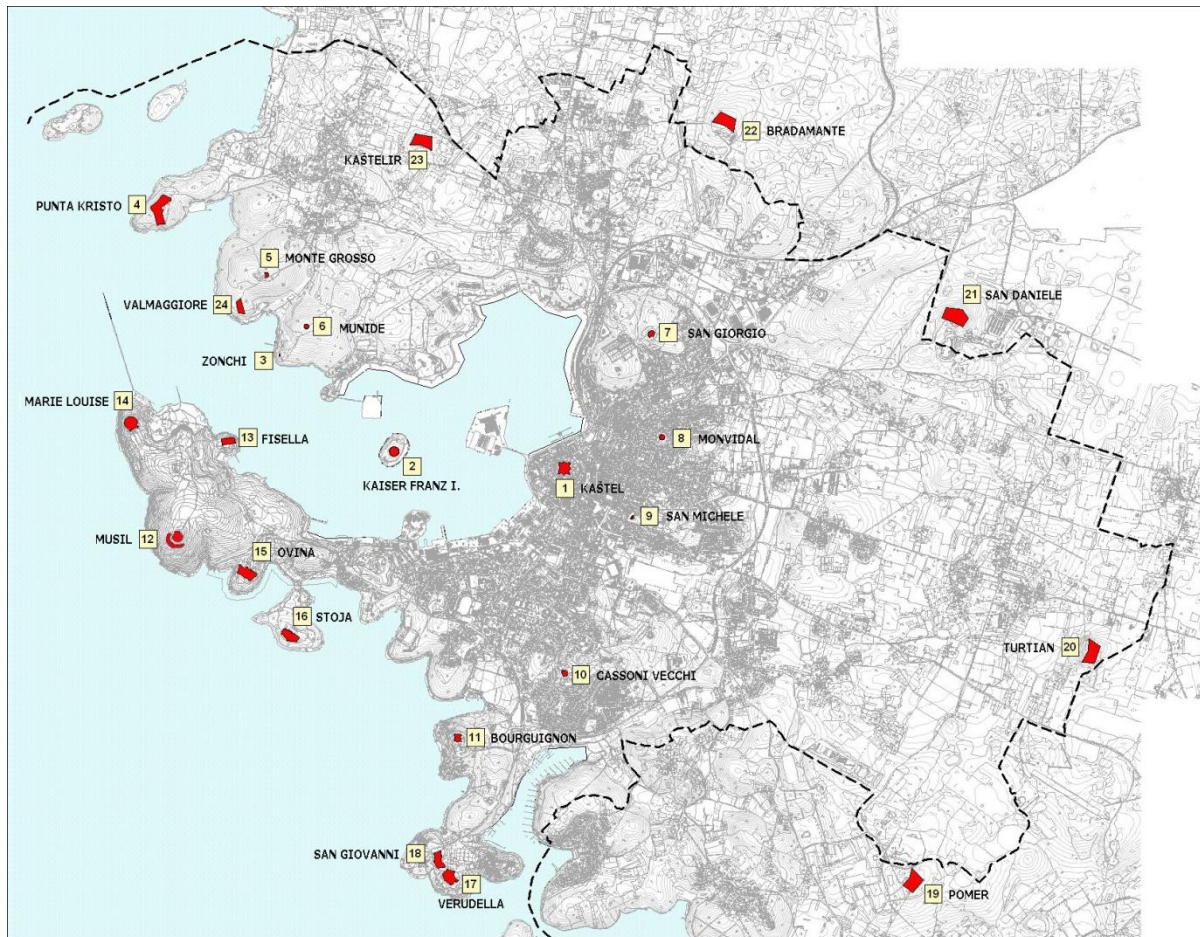 22 BRADAMANTE
KAŠTELIR
23
4
PUNTA KRISTO
5 MONTE GROSSO
21 SAN DANIELE
VALMAGGIORE 24
6 MUNIDE
7 SAN GIORGIO
ZONCHI 3
14
MARIE LOUISE
13 FISELLA
8 MONVIDAL
2
KAISER FRANZ I.
1 KAŠTEL
9 SAN MICHELE
MUSIL 12
15 OVINA
16 STOJA
TURTIAN 20
10 CASSONI VECCHI
11 BOURGUIGNON
SAN GIOVANNI 18
17
VERUDELLA
19 POMER